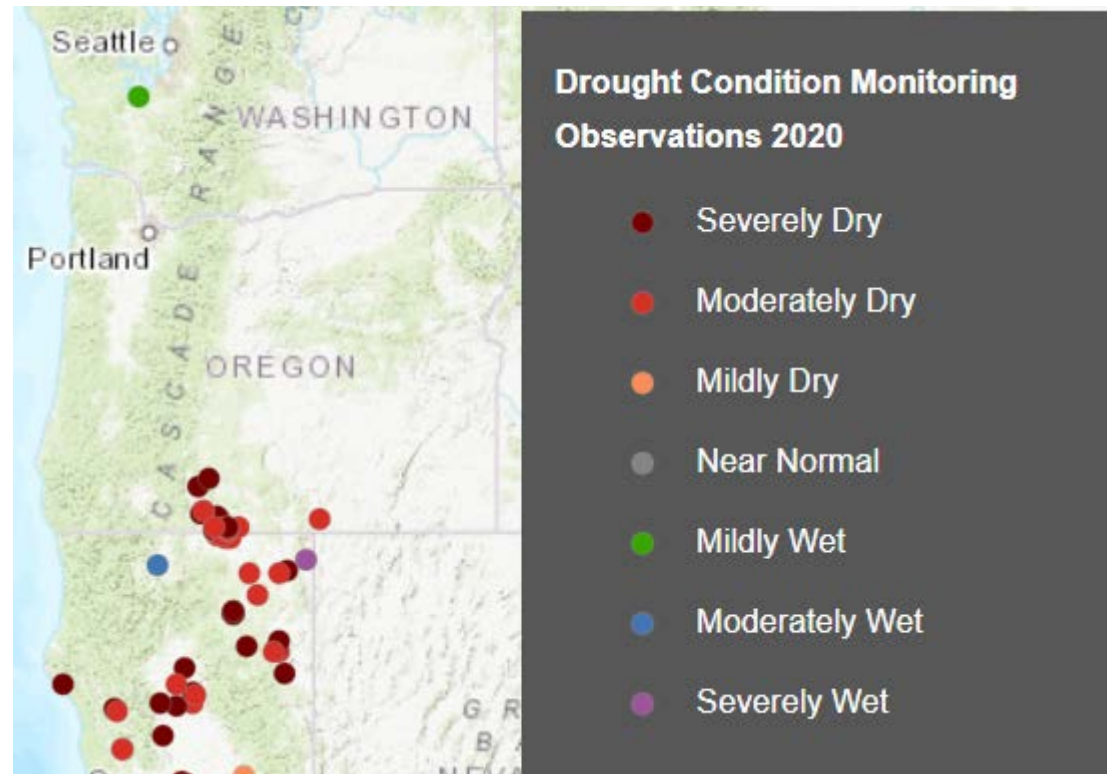 Seattle
WASHINGTON
CASCADE RANGE
Portland
OREGON
Drought Condition Monitoring
Observations 2020
Severely Dry
Moderately Dry
Mildly Dry
Near Normal
Mildly Wet
Moderately Wet
Severely Wet